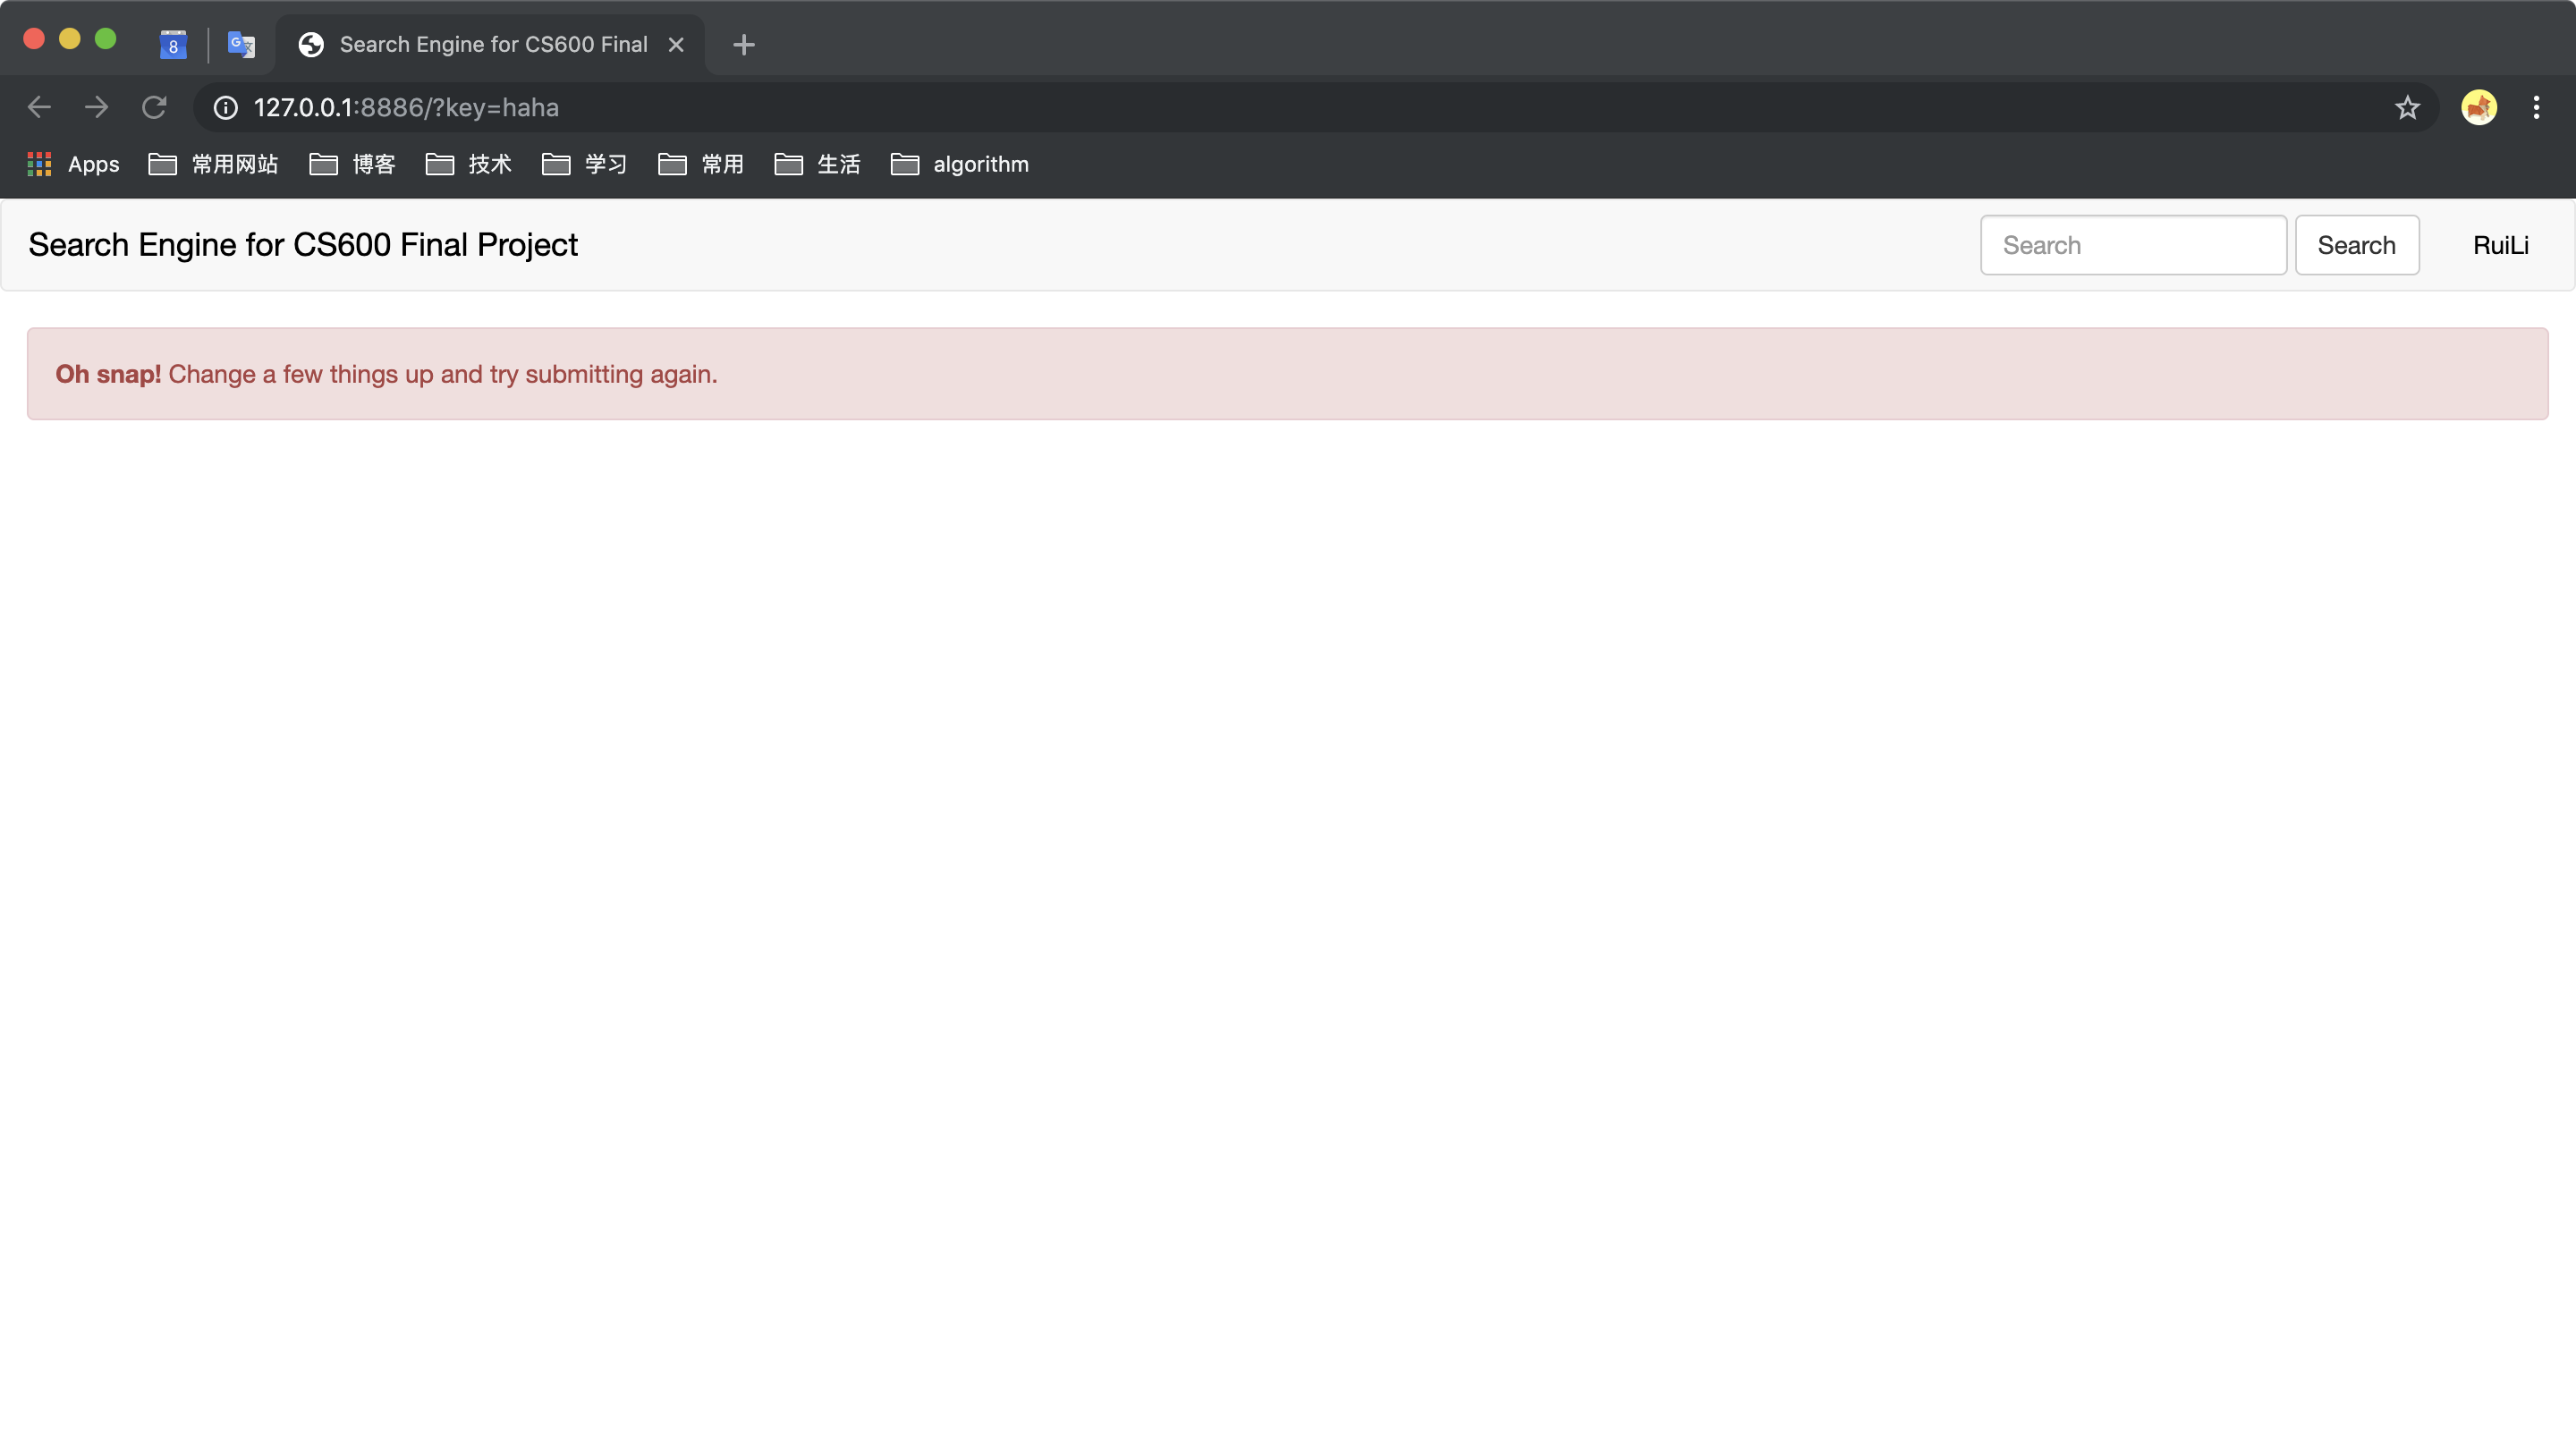 8
G 文
Search Engine for CS600 Final
127.0.0.1:8886/?key=haha
Apps 常用网站 博客 技术 学习 常用 生活 algorithm
Search Engine for CS600 Final Project Search Search RuiLi
Oh snap! Change a few things up and try submitting again.